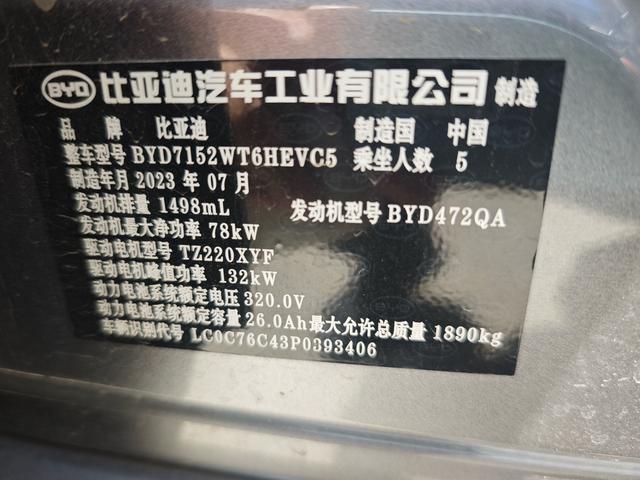 BYD 比亚迪汽车工业有限公司 制造
品 牌 比亚迪 制造国 中国
整车型号 BYD7152WT6HEVC5 乘坐人数 5
制造年月 2023 年 07 月
发动机排量 1498mL 发动机型号 BYD472QA
发动机最大净功率 78kW
驱动电机型号 TZ220XYF
驱动电机峰值功率 132kW
动力电池系统额定电压 320.0V
动力电池系统额定容量 26.0Ah 最大允许总质量 1890kg
车辆识别代号 LC0C76C43P0393406